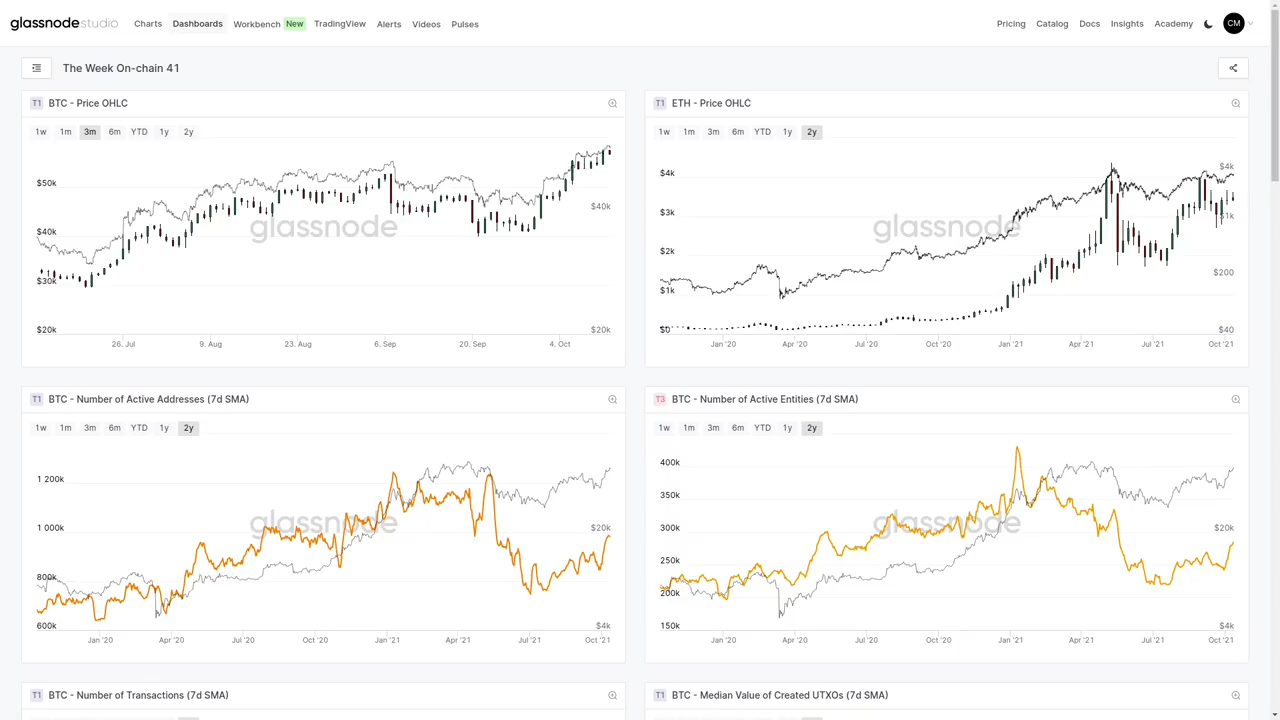 glassnodestudio Charts Dashboards Workbench New TradingView Alerts Videos Pulses Pricing Catalog Docs Insights Academy CM
The Week On-chain 41
T1 BTC - Price OHLC
1w 1m 3m 6m YTD 1y 2y
$50k
$40k
$40k
$30k
$20k
$20k
glassnode
26. Jul 9. Aug 23. Aug 6. Sep 20. Sep 4. Oct
T1 ETH - Price OHLC
1w 1m 3m 6m YTD 1y 2y
$4k
$4k
$3k
$1k
$2k
$200
$1k
$0
$40
glassnode
Jan '20 Apr '20 Jul '20 Oct '20 Jan '21 Apr '21 Jul '21 Oct '21
T1 BTC - Number of Active Addresses (7d SMA)
1w 1m 3m 6m YTD 1y 2y
1 200k
1 000k
$20k
800k
600k
$4k
glassnode
Jan '20 Apr '20 Jul '20 Oct '20 Jan '21 Apr '21 Jul '21 Oct '21
T3 BTC - Number of Active Entities (7d SMA)
1w 1m 3m 6m YTD 1y 2y
400k
350k
300k
$20k
250k
200k
150k
$4k
glassnode
Jan '20 Apr '20 Jul '20 Oct '20 Jan '21 Apr '21 Jul '21 Oct '21
T1 BTC - Number of Transactions (7d SMA)
T1 BTC - Median Value of Created UTXOs (7d SMA)